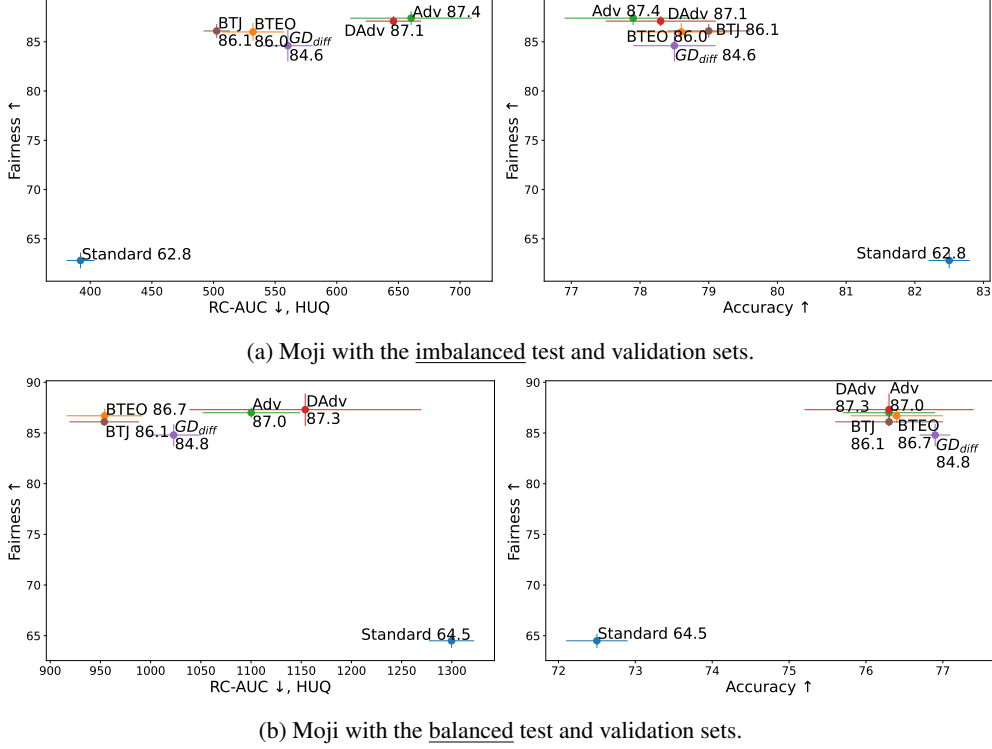 Adv 87.4
BTJ
86.1
BTEO
86.0
DAdv 87.1
GD_diff
84.6
85
80
75
70
65
Fairness ↑
Standard 62.8
400 450 500 550 600 650 700
RC-AUC ↓, HUQ
Adv 87.4
DAdv 87.1
BTEO 86.0
BTJ 86.1
GD_diff 84.6
85
80
75
70
65
Fairness ↑
Standard 62.8
77 78 79 80 81 82 83
Accuracy ↑
(a) Moji with the imbalanced test and validation sets.
90
85
80
75
70
65
Fairness ↑
BTEO 86.7
BTJ 86.1
GD_diff
84.8
Adv
87.0
DAdv
87.3
Standard 64.5
900 950 1000 1050 1100 1150 1200 1250 1300
RC-AUC ↓, HUQ
90
85
80
75
70
65
Fairness ↑
DAdv
87.3
Adv
87.0
BTJ
86.1
BTEO
86.7
GD_diff
84.8
Standard 64.5
72 73 74 75 76 77
Accuracy ↑
(b) Moji with the balanced test and validation sets.